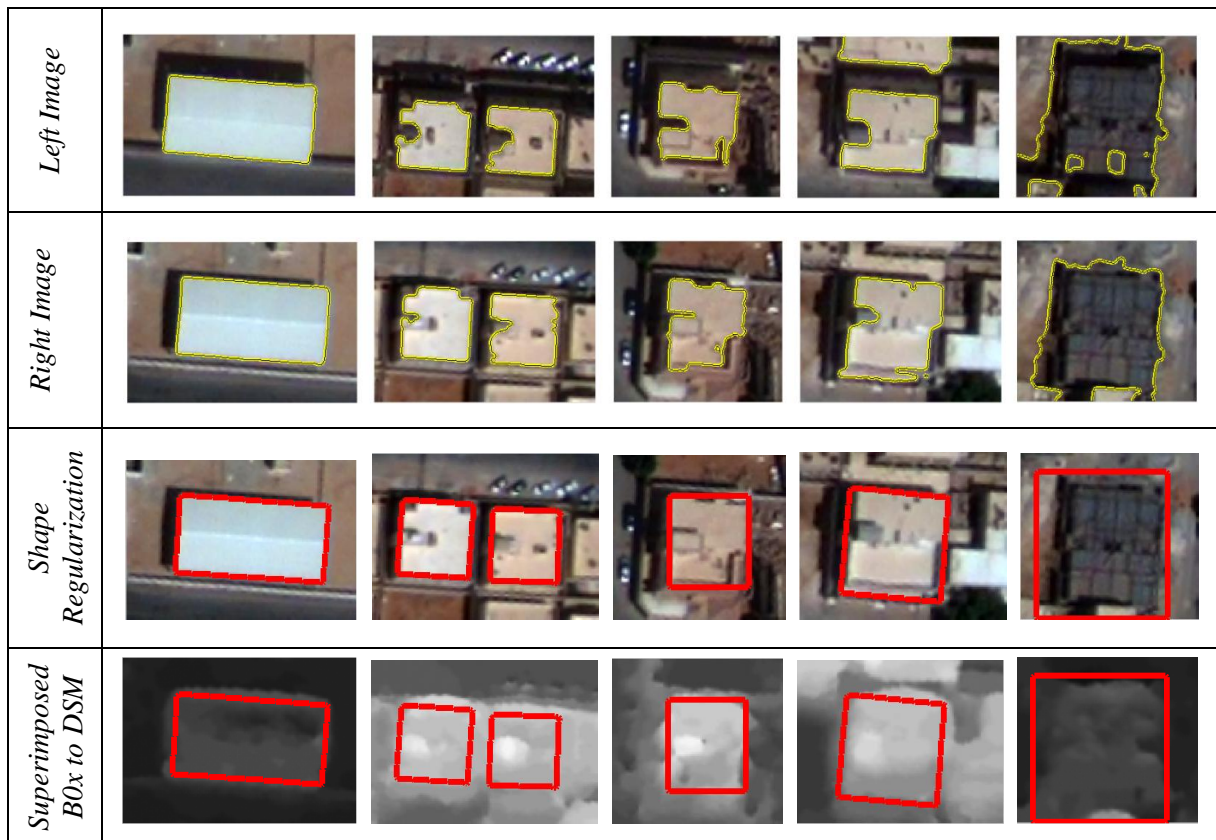 Left Image
Right Image
Shape
Regularization
Superimposed
B0x to DSM